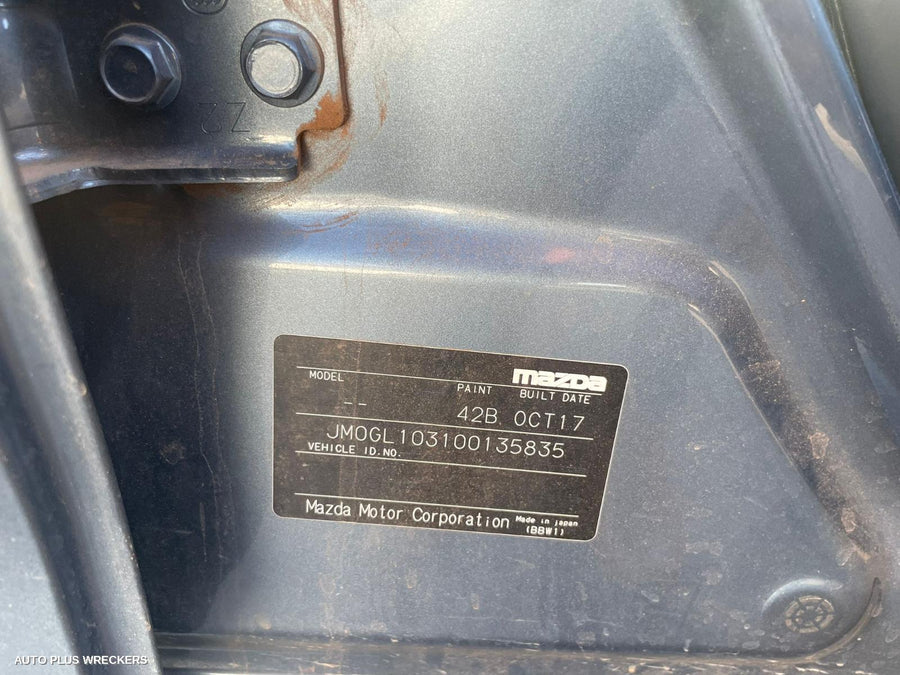 ZZ
mazda
MODEL PAINT BUILT DATE
-- 42B OCT17
JM0GL103100135835
VEHICLE ID.NO.
Mazda Motor Corporation Made in japan
(BBW1)
AUTO PLUS WRECKERS